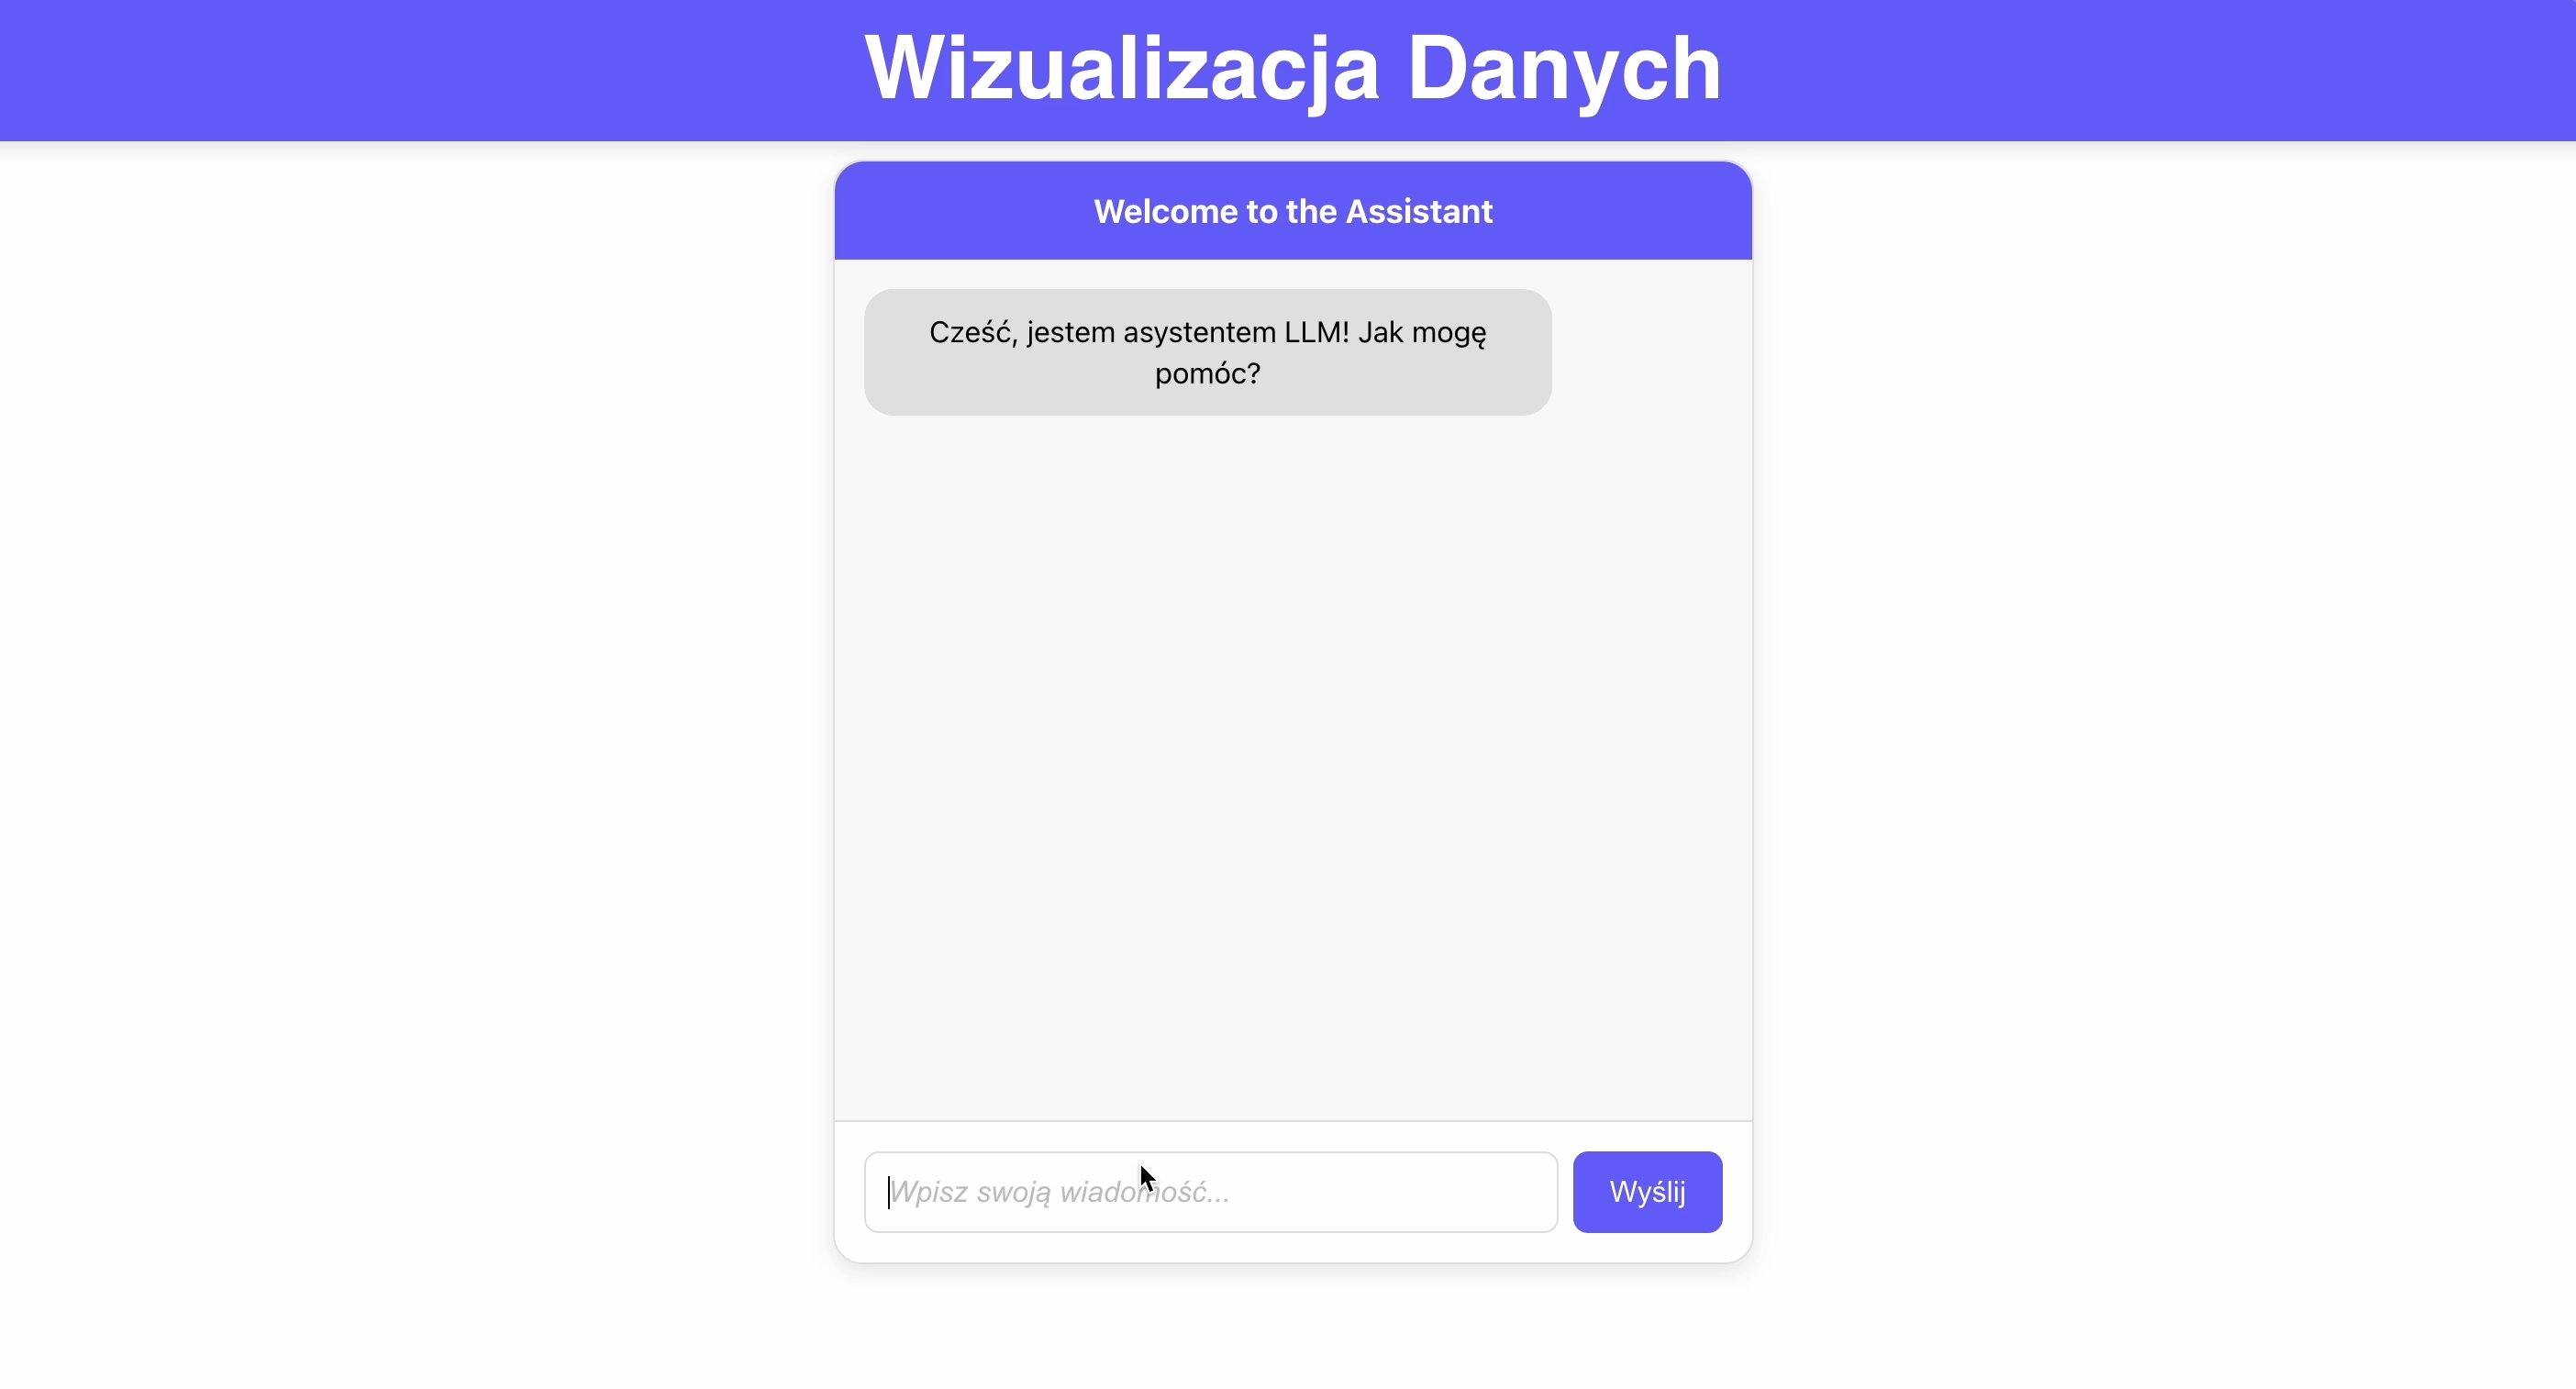 Wizualizacja Danych
Welcome to the Assistant
Cześć, jestem asystentem LLM! Jak mogę
pomóc?
Wpisz swoją wiadomość...
Wyślij